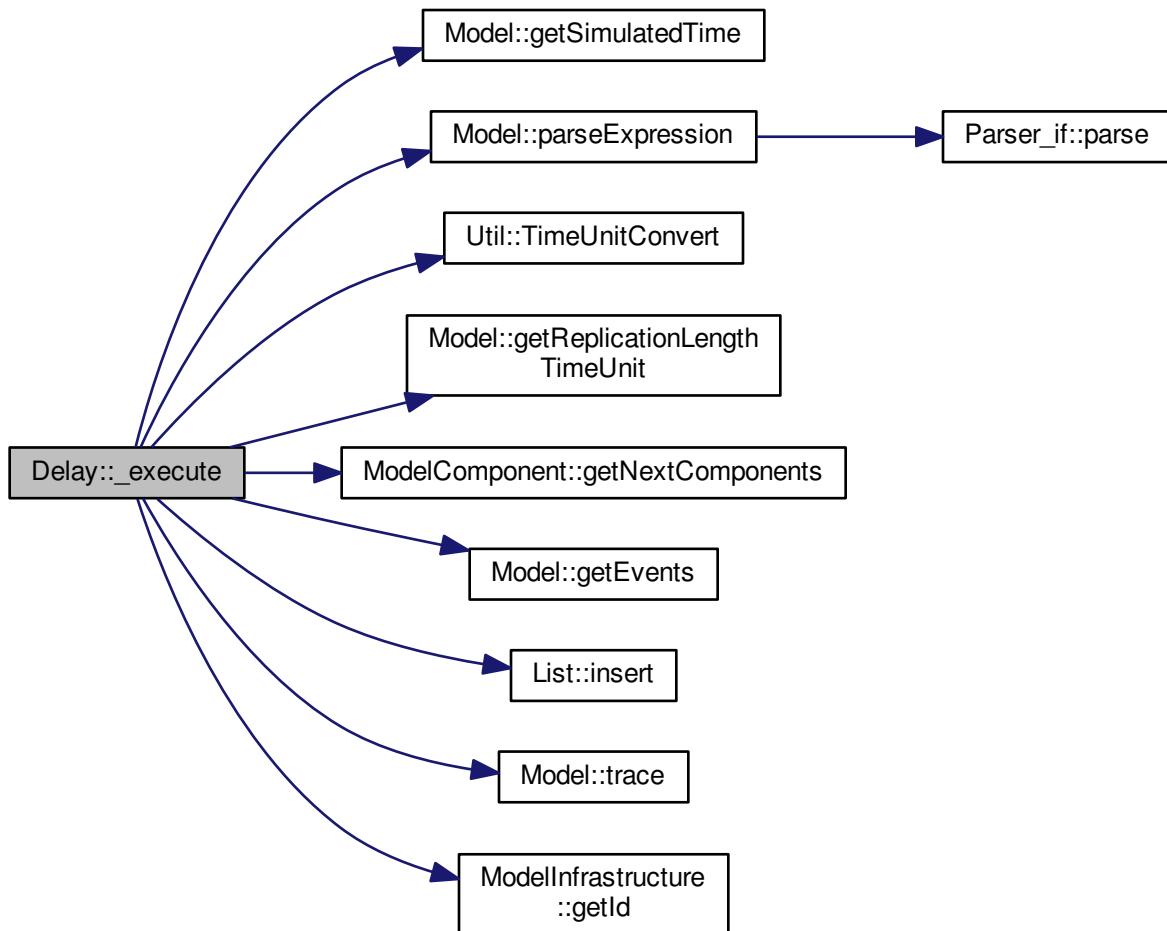 Model::getSimulatedTime
Model::parseExpression
Parser_if::parse
Util::TimeUnitConvert
Model::getReplicationLength
TimeUnit
Delay::_execute
ModelComponent::getNextComponents
Model::getEvents
List::insert
Model::trace
ModelInfrastructure
::getId